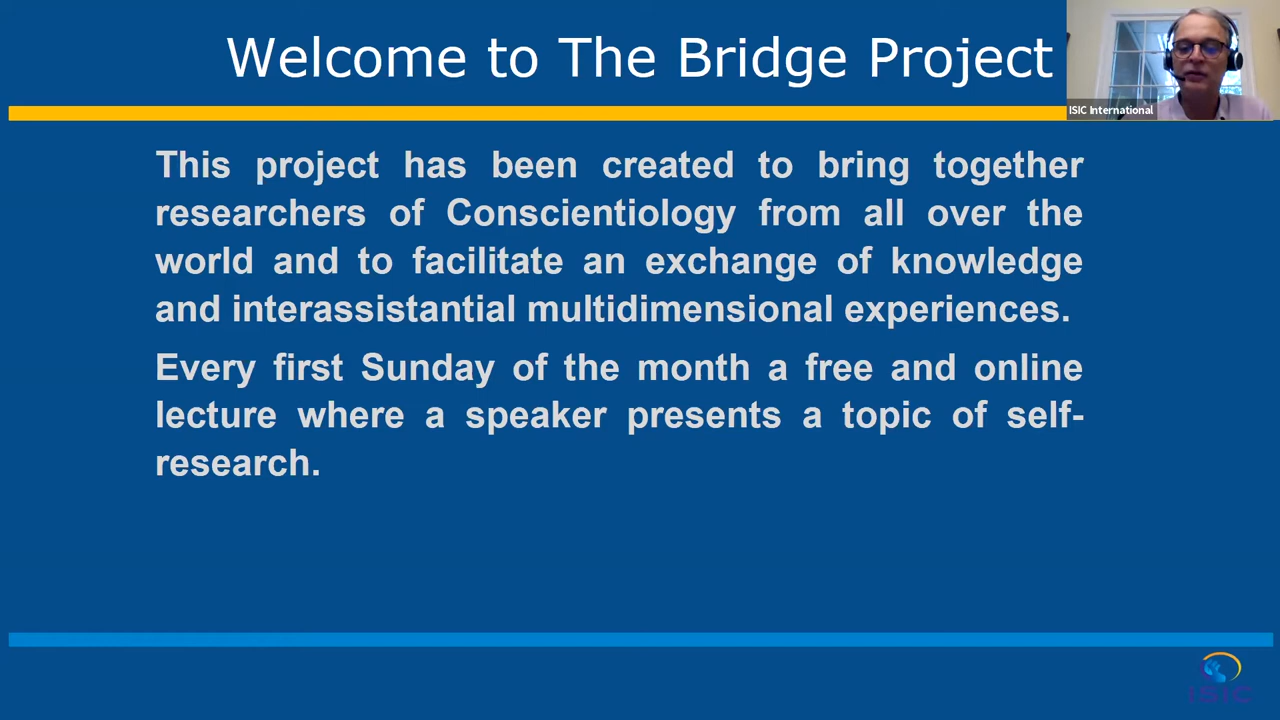 Welcome to The Bridge Project
ISIC International
This project has been created to bring together
researchers of Conscientiology from all over the
world and to facilitate an exchange of knowledge
and interassistantial multidimensional experiences.
Every first Sunday of the month a free and online
lecture where a speaker presents a topic of self-
research.
ISIC